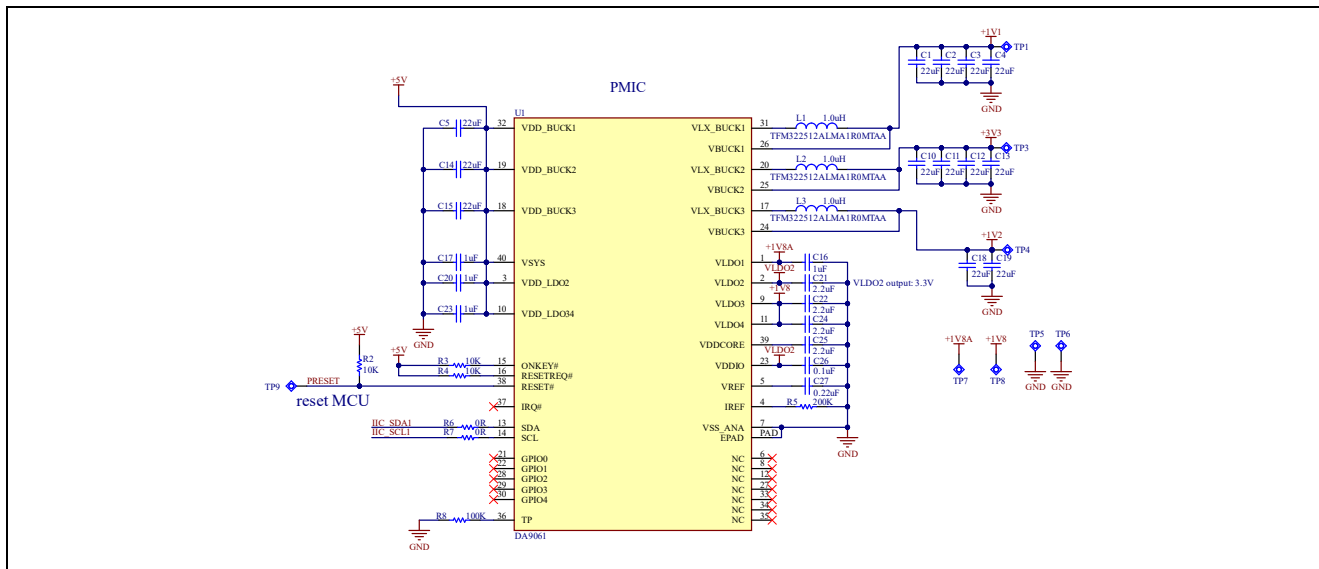 PMIC
U1
DA9061
+5V
C5 22uF 32 VDD_BUCK1
C14 22uF 19 VDD_BUCK2
C15 22uF 18 VDD_BUCK3
C17 1uF 40 VSYS
C20 1uF 3 VDD_LDO2
C23 1uF 10 VDD_LDO34
GND
+5V
R2
10K
+5V
R3 10K 15 ONKEY#
R4 10K 16 RESETREQ#
TP9 PRESET 38 RESET#
reset MCU
37 IRQ#
IIC_SDA1 R6 0R 13 SDA
IIC_SCL1 R7 0R 14 SCL
21 GPIO0
22 GPIO1
28 GPIO2
29 GPIO3
30 GPIO4
R8 100K 36 TP
GND
VLX_BUCK1 31 L1 1.0uH
TFM322512ALMA1R0MTAA
VBUCK1 26
VLX_BUCK2 20 L2 1.0uH
TFM322512ALMA1R0MTAA
VBUCK2 25
VLX_BUCK3 17 L3 1.0uH
TFM322512ALMA1R0MTAA
VBUCK3 24
+1V8A
VLDO1 1 C16
1uF
VLDO2
VLDO2 2 C21
2.2uF
VLDO2 output: 3.3V
+1V8
VLDO3 9 C22
2.2uF
VLDO4 11 C24
2.2uF
VDDCORE 39 C25
2.2uF
VLDO2
VDDIO 23 C26
0.1uF
VREF 5 C27
0.22uF
IREF 4 R5 200K
VSS_ANA 7
EPAD PAD
GND
NC 6
NC 8
NC 12
NC 27
NC 33
NC 34
NC 35
+1V1
TP1
C1 C2 C3 C4
22uF 22uF 22uF 22uF
GND
+3V3
TP3
C10 C11 C12 C13
22uF 22uF 22uF 22uF
GND
+1V2
TP4
C18 C19
22uF 22uF
GND
+1V8A +1V8 TP5 TP6
TP7 TP8 GND GND